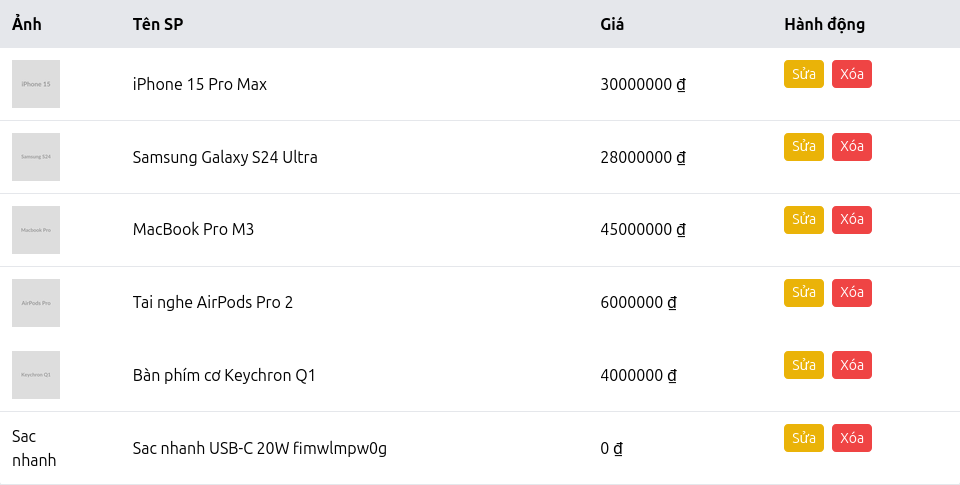 Ảnh Tên SP Giá Hành động
iPhone 15 iPhone 15 Pro Max 30000000 ₫ Sửa Xóa
Samsung S24 Samsung Galaxy S24 Ultra 28000000 ₫ Sửa Xóa
Macbook Pro MacBook Pro M3 45000000 ₫ Sửa Xóa
AirPods Pro Tai nghe AirPods Pro 2 6000000 ₫ Sửa Xóa
Keychron Q1 Bàn phím cơ Keychron Q1 4000000 ₫ Sửa Xóa
Sac
nhanh
Sac nhanh USB-C 20W fimwlmpw0g 0 ₫ Sửa Xóa